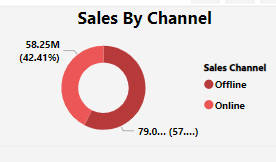 Sales By Channel
58.25M
(42.41%)
Sales Channel
Offline
Online
79.0... (57....)